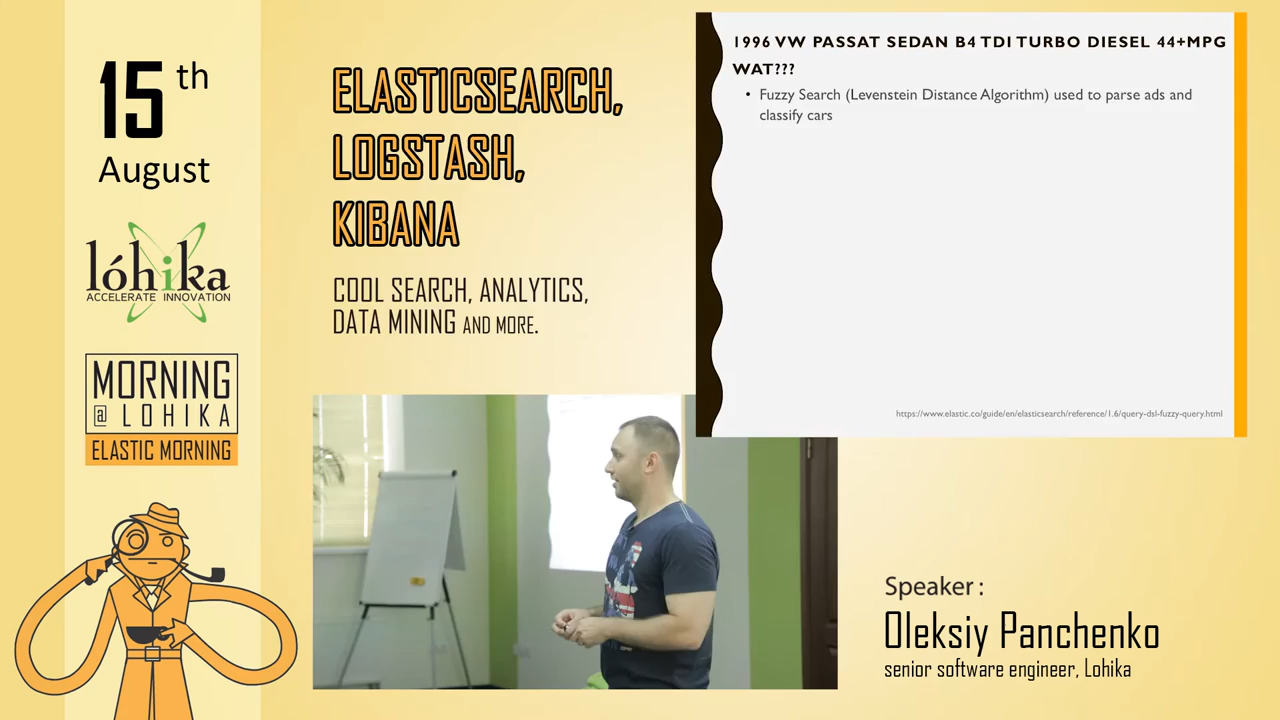 15th
August
lóhika
ACCELERATE INNOVATION
MORNING
@ LOHIKA
ELASTIC MORNING
ELASTICSEARCH,
LOGSTASH,
KIBANA
COOL SEARCH, ANALYTICS,
DATA MINING AND MORE.
1996 VW PASSAT SEDAN B4 TDI TURBO DIESEL 44+MPG
WAT???
• Fuzzy Search (Levenstein Distance Algorithm) used to parse ads and
classify cars
https://www.elastic.co/guide/en/elasticsearch/reference/1.6/query-dsl-fuzzy-query.html
Speaker :
Oleksiy Panchenko
senior software engineer, Lohika